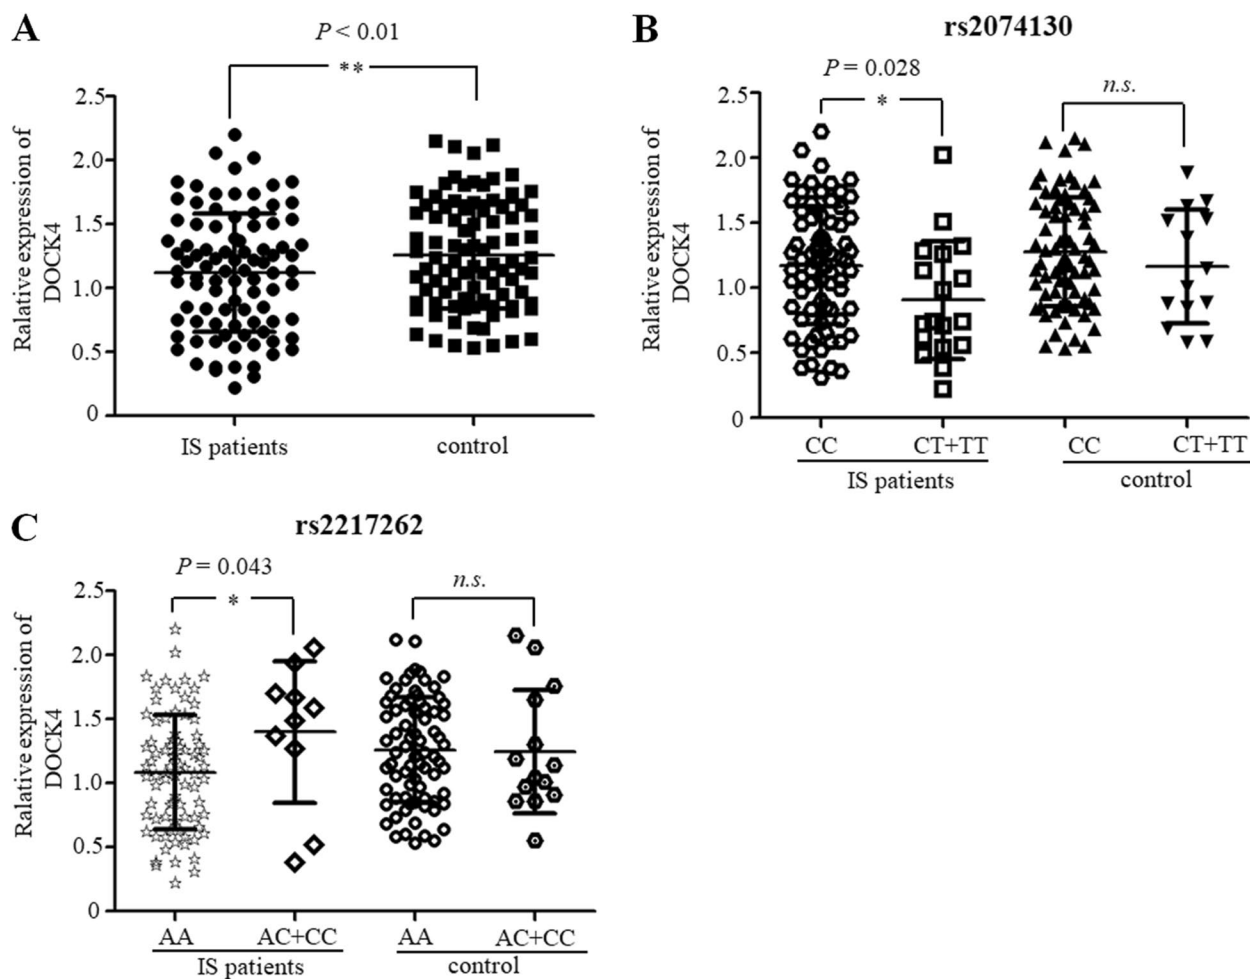 A
P < 0.01
**
2.5
2.0
1.5
1.0
0.5
0
Ralative expression of
DOCK4
IS patients
control
B
rs2074130
P = 0.028
*
n.s.
2.5
2.0
1.5
1.0
0.5
0
Ralative expression of
DOCK4
CC CT+TT CC CT+TT
IS patients control
C
rs2217262
P = 0.043
*
n.s.
2.5
2.0
1.5
1.0
0.5
0
Ralative expression of
DOCK4
AA AC+CC AA AC+CC
IS patients control